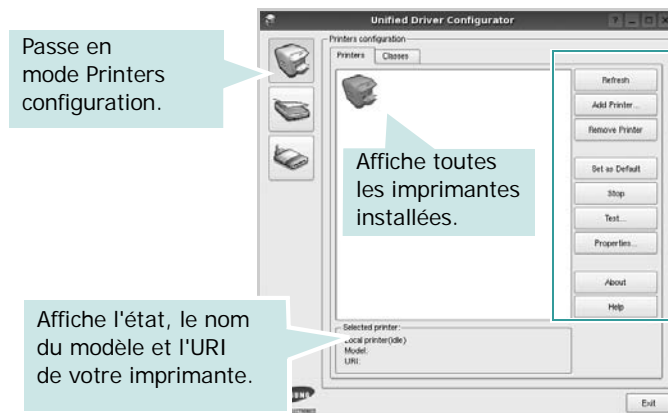 Unified Driver Configurator
Passe en
mode Printers
configuration.
Printers configuration
Printers
Classes
Refresh
Add Printer...
Remove Printer
Affiche toutes
les imprimantes
installées.
Set as Default
Stop
Test...
Properties...
About
Help
Affiche l'état, le nom
du modèle et l'URI
de votre imprimante.
Selected printer:
Local printer(idle)
Model:
URI:
Exit